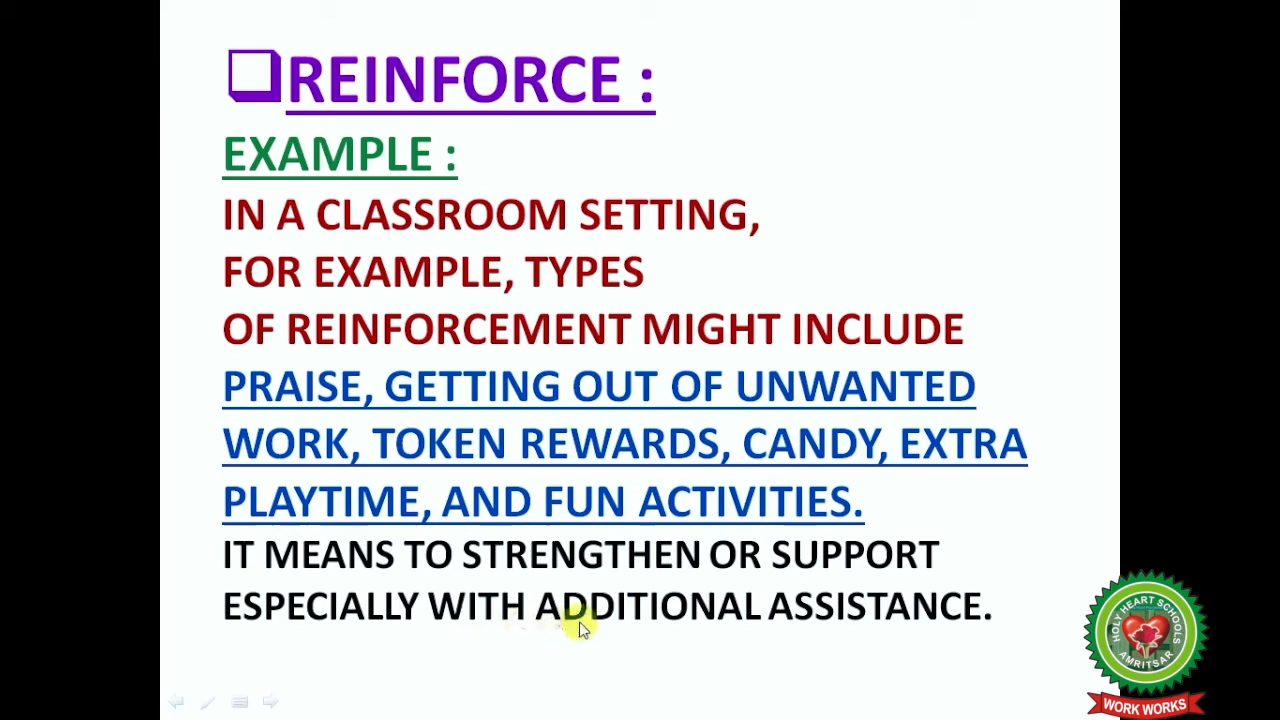 REINFORCE :
EXAMPLE :
IN A CLASSROOM SETTING,
FOR EXAMPLE, TYPES
OF REINFORCEMENT MIGHT INCLUDE
PRAISE, GETTING OUT OF UNWANTED
WORK, TOKEN REWARDS, CANDY, EXTRA
PLAYTIME, AND FUN ACTIVITIES.
IT MEANS TO STRENGTHEN OR SUPPORT
ESPECIALLY WITH ADDITIONAL ASSISTANCE.
HOLY HEART SCHOOLS
AMRITSAR
WORK WORKS